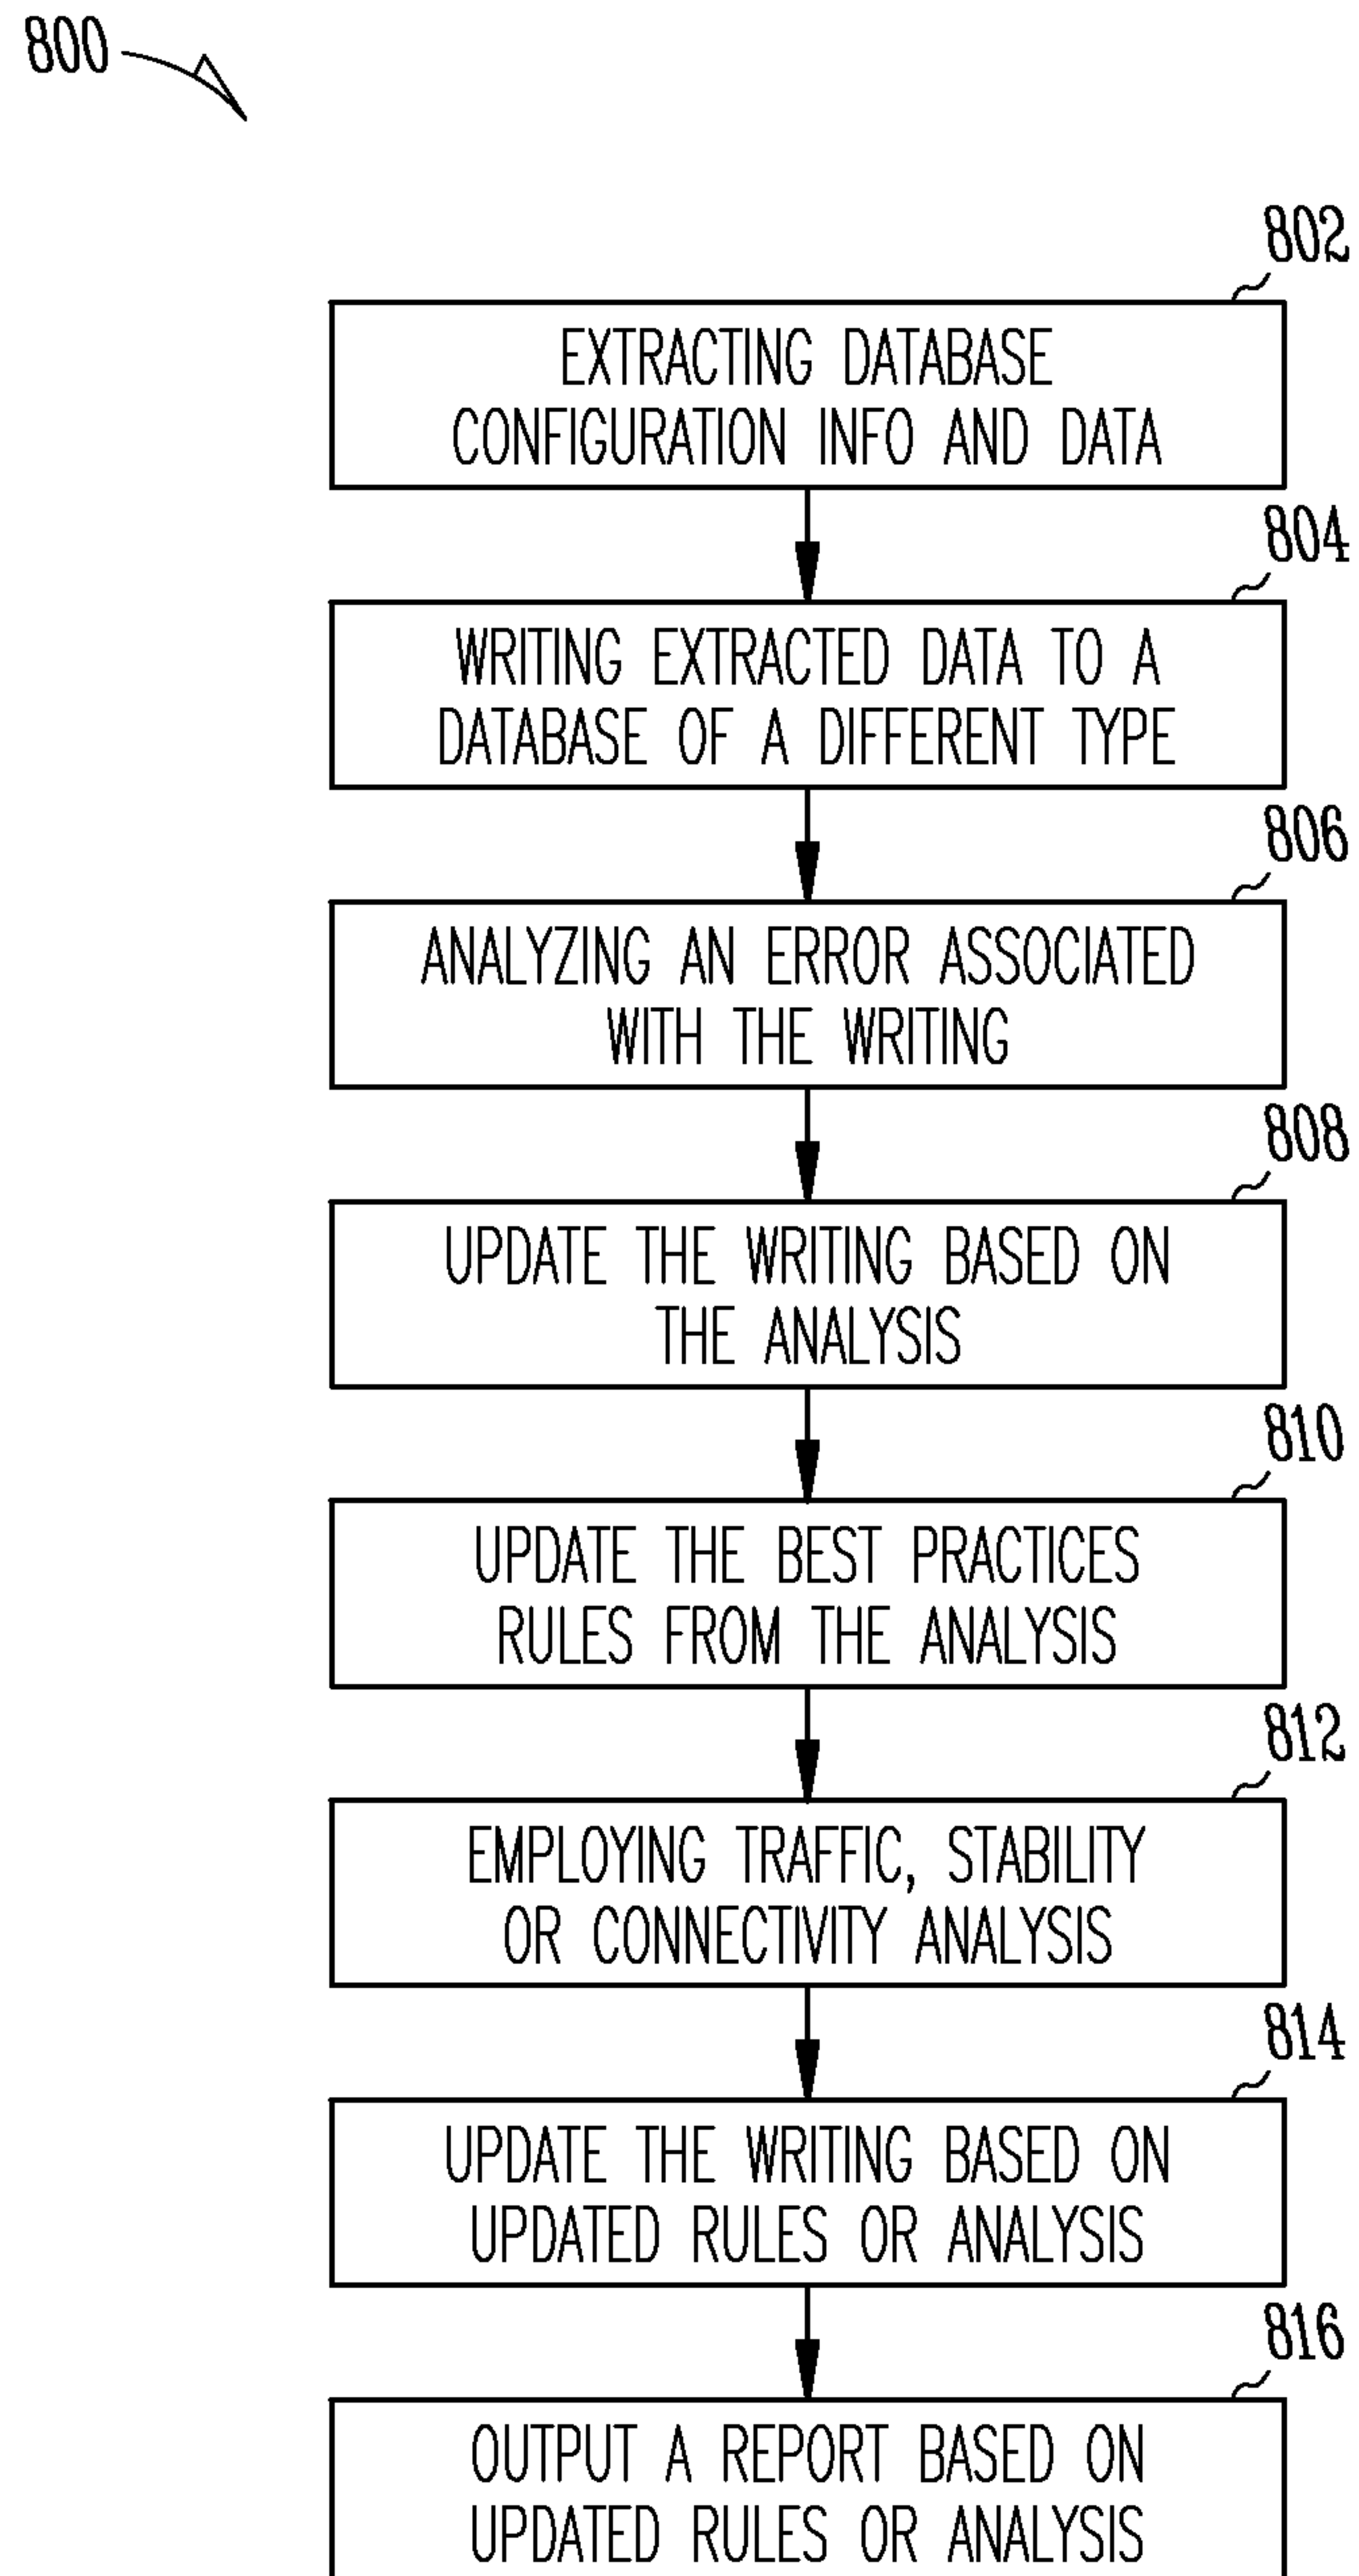 800
802
EXTRACTING DATABASE
CONFIGURATION INFO AND DATA
804
WRITING EXTRACTED DATA TO A
DATABASE OF A DIFFERENT TYPE
806
ANALYZING AN ERROR ASSOCIATED
WITH THE WRITING
808
UPDATE THE WRITING BASED ON
THE ANALYSIS
810
UPDATE THE BEST PRACTICES
RULES FROM THE ANALYSIS
812
EMPLOYING TRAFFIC, STABILITY
OR CONNECTIVITY ANALYSIS
814
UPDATE THE WRITING BASED ON
UPDATED RULES OR ANALYSIS
816
OUTPUT A REPORT BASED ON
UPDATED RULES OR ANALYSIS